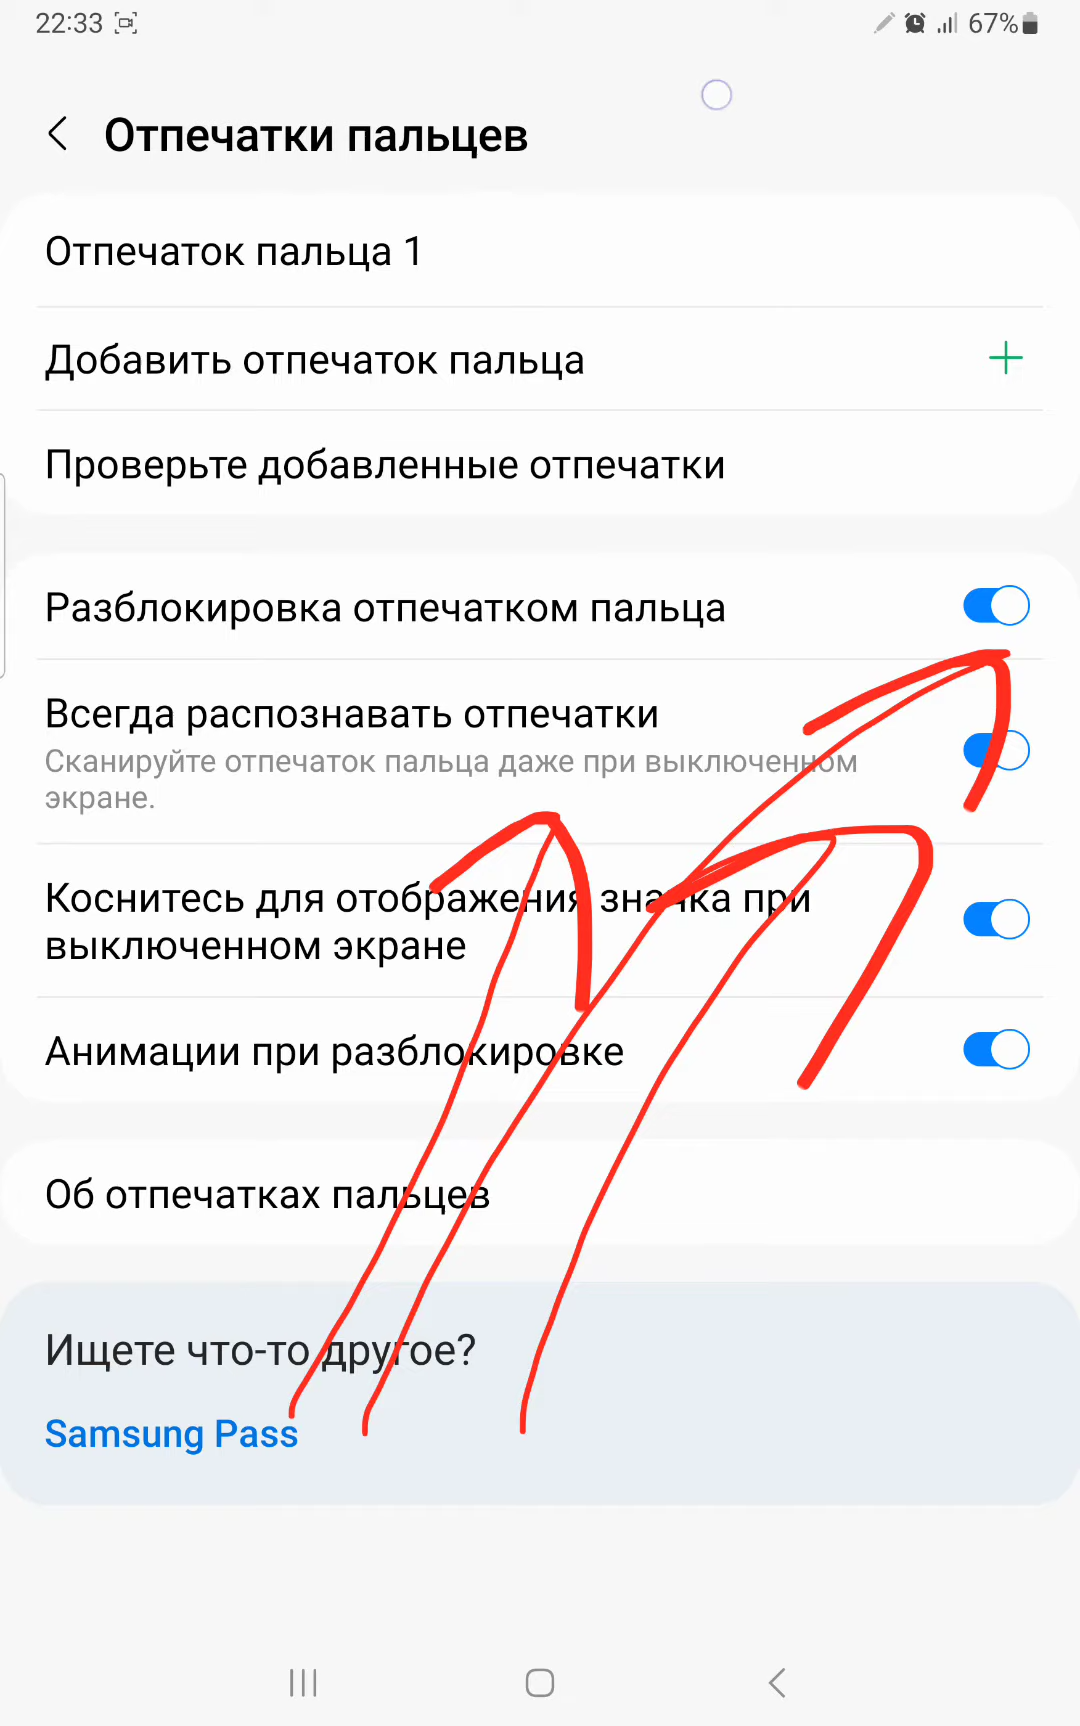 22:33
67%
Отпечатки пальцев
Отпечаток пальца 1
Добавить отпечаток пальца
Проверьте добавленные отпечатки
Разблокировка отпечатком пальца
Всегда распознавать отпечатки
Сканируйте отпечаток пальца даже при выключенном
экране.
Коснитесь для отображения значка при
выключенном экране
Анимации при разблокировке
Об отпечатках пальцев
Ищете что-то другое?
Samsung Pass